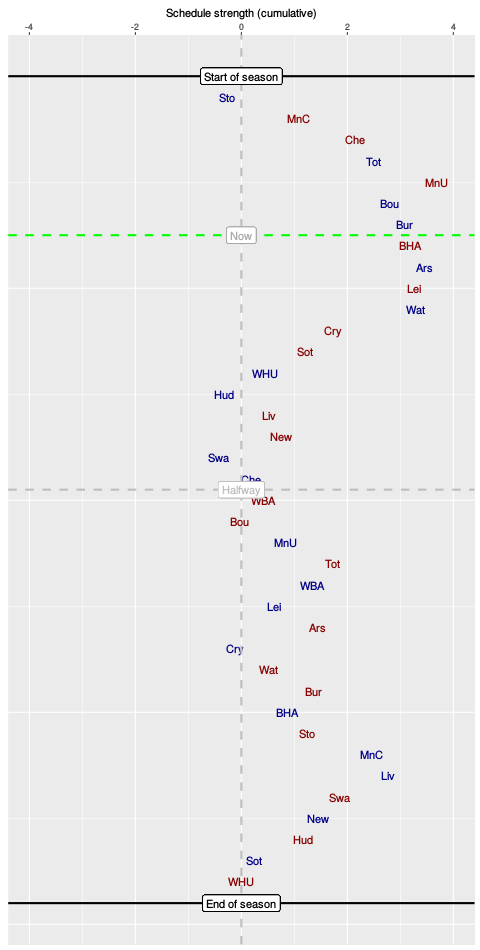 Schedule strength (cumulative)
-4 -2 0 2 4
Start of season
Sto
MnC
Che
Tot
MnU
Bou
Bur
Now
BHA
Ars
Lei
Wat
Cry
Sot
WHU
Hud
Liv
New
Swa
Che
Halfway
WBA
Bou
MnU
Tot
WBA
Lei
Ars
Cry
Wat
Bur
BHA
Sto
MnC
Liv
Swa
New
Hud
Sot
WHU
End of season